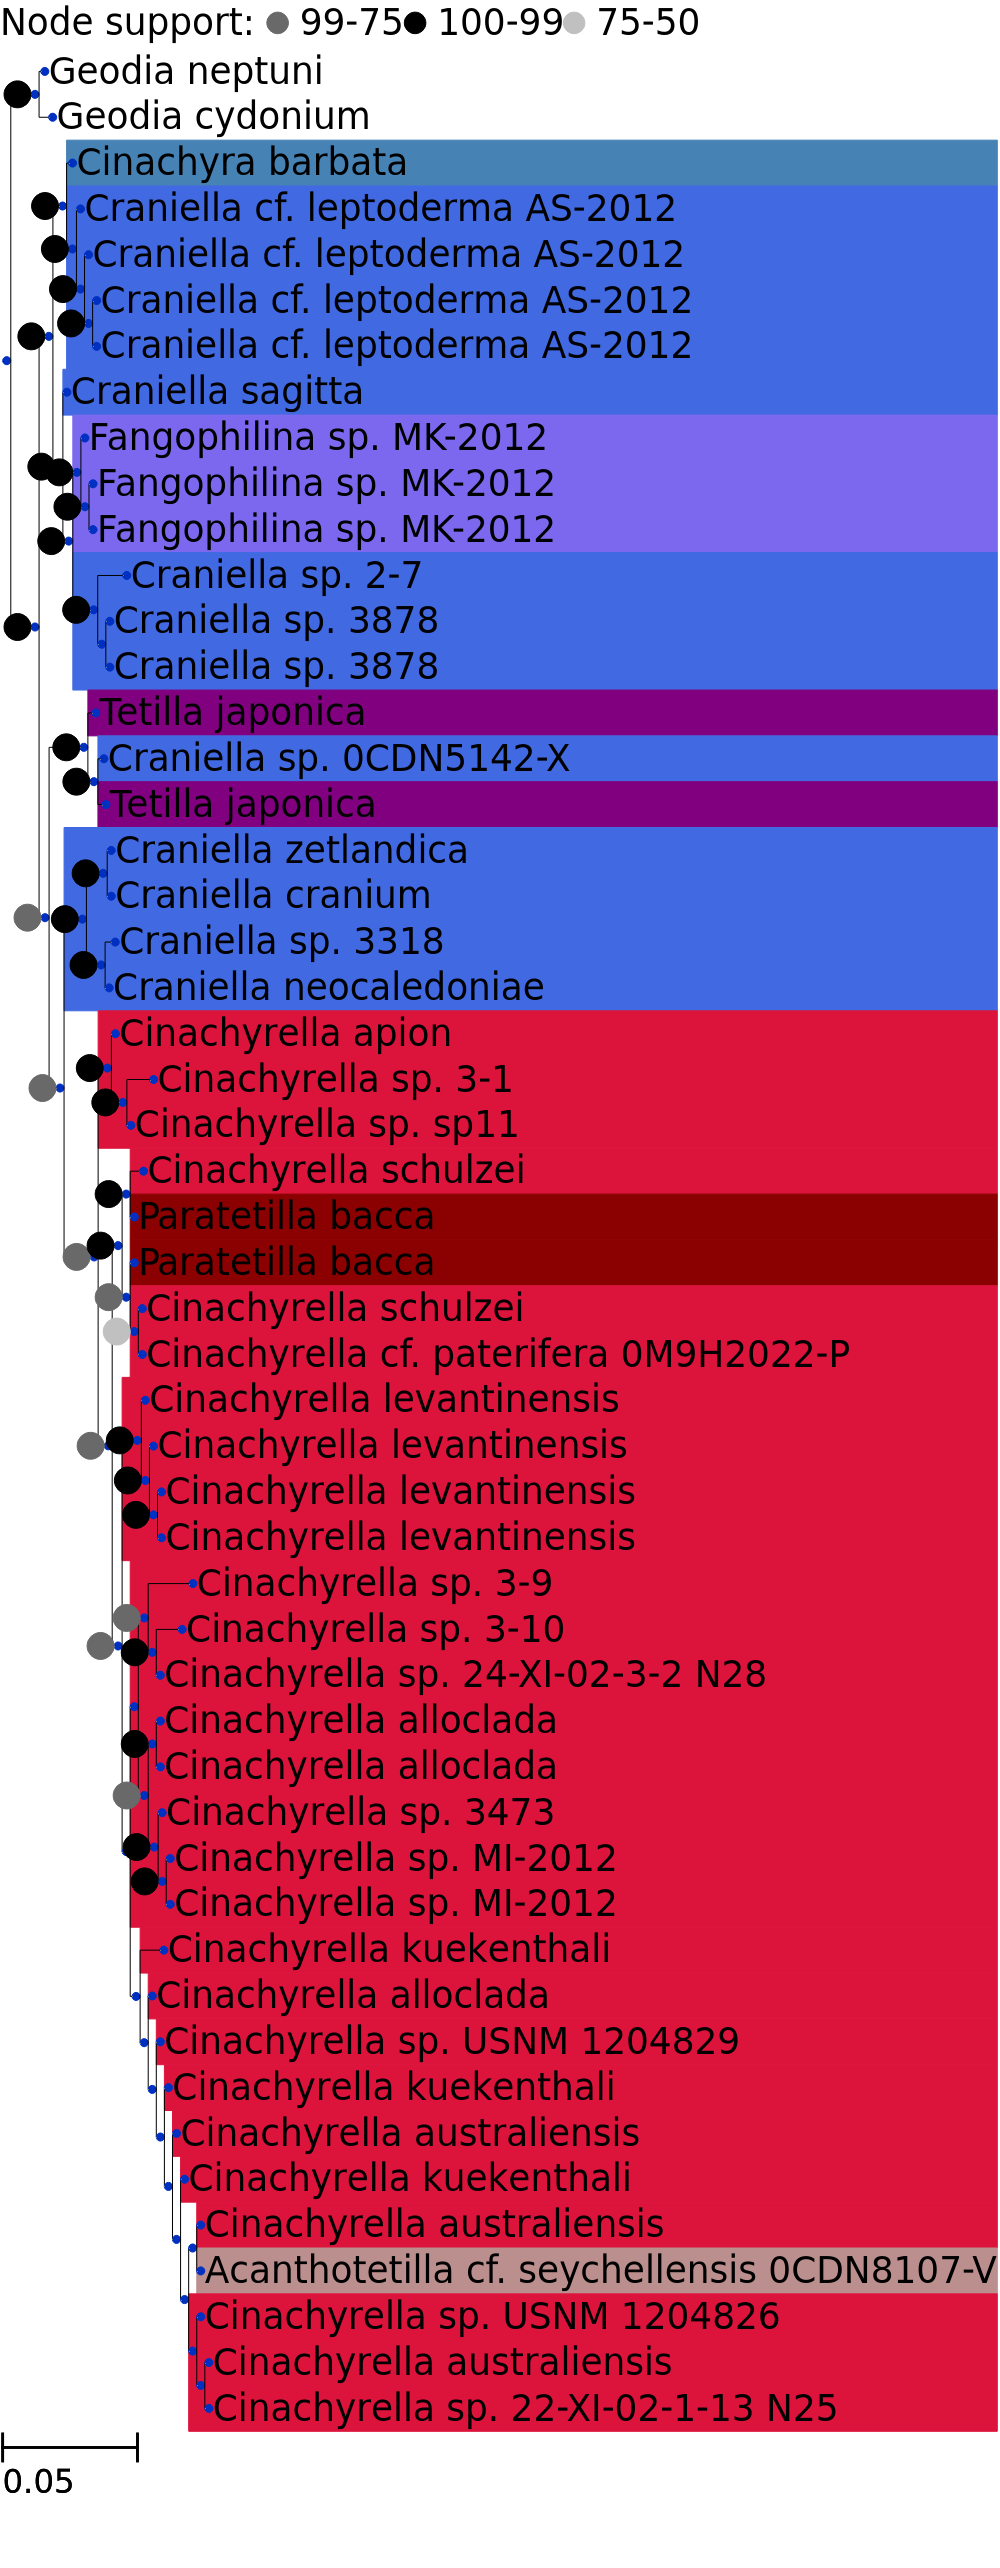 Node support: 99-75 100-99 75-50
Geodia neptuni
Geodia cydonium
Cinachyra barbata
Craniella cf. leptoderma AS-2012
Craniella cf. leptoderma AS-2012
Craniella cf. leptoderma AS-2012
Craniella cf. leptoderma AS-2012
Craniella sagitta
Fangophilina sp. MK-2012
Fangophilina sp. MK-2012
Fangophilina sp. MK-2012
Craniella sp. 2-7
Craniella sp. 3878
Craniella sp. 3878
Tetilla japonica
Craniella sp. 0CDN5142-X
Tetilla japonica
Craniella zetlandica
Craniella cranium
Craniella sp. 3318
Craniella neocaledoniae
Cinachyrella apion
Cinachyrella sp. 3-1
Cinachyrella sp. sp11
Cinachyrella schulzei
Paratetilla bacca
Paratetilla bacca
Cinachyrella schulzei
Cinachyrella cf. paterifera 0M9H2022-P
Cinachyrella levantinensis
Cinachyrella levantinensis
Cinachyrella levantinensis
Cinachyrella levantinensis
Cinachyrella sp. 3-9
Cinachyrella sp. 3-10
Cinachyrella sp. 24-XI-02-3-2 N28
Cinachyrella alloclada
Cinachyrella alloclada
Cinachyrella sp. 3473
Cinachyrella sp. MI-2012
Cinachyrella sp. MI-2012
Cinachyrella kuekenthali
Cinachyrella alloclada
Cinachyrella sp. USNM 1204829
Cinachyrella kuekenthali
Cinachyrella australiensis
Cinachyrella kuekenthali
Cinachyrella australiensis
Acanthotetilla cf. seychellensis 0CDN8107-V
Cinachyrella sp. USNM 1204826
Cinachyrella australiensis
Cinachyrella sp. 22-XI-02-1-13 N25
0.05